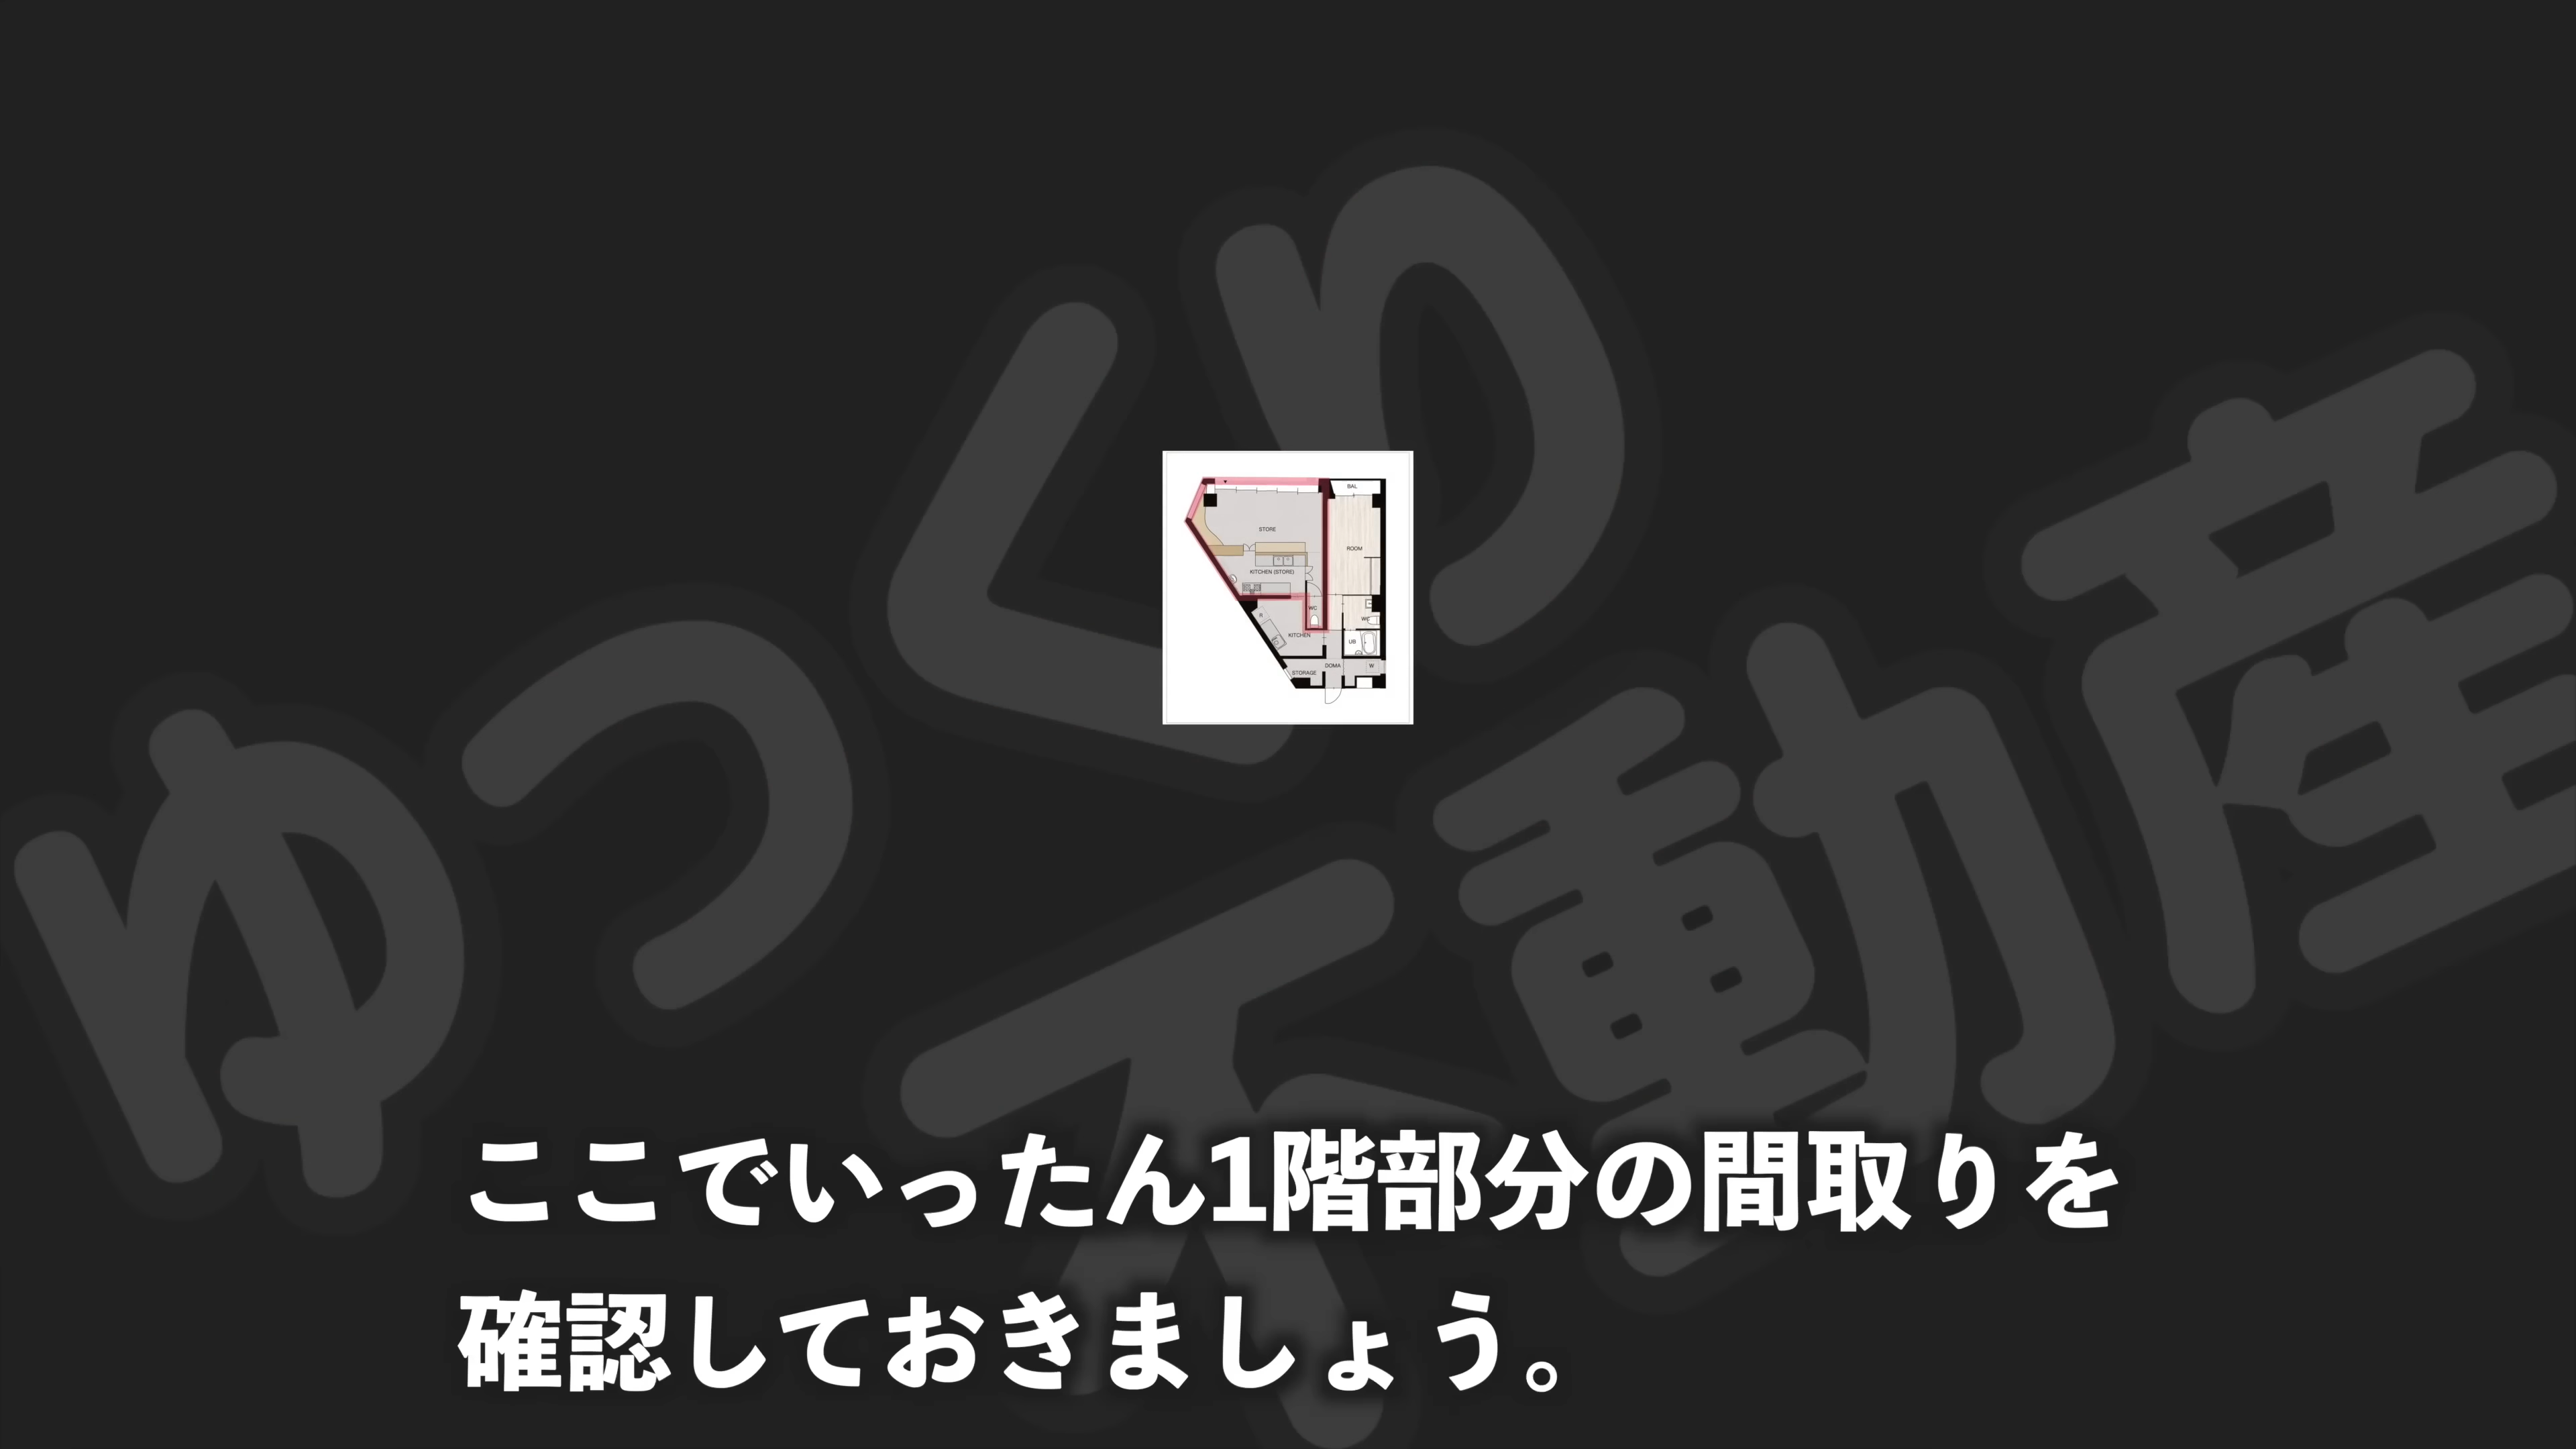 ゆっくり
不動産
BAL
STORE
ROOM
KITCHEN (STORE)
WC
WC
KITCHEN
UB
DOMA
W
STORAGE
ここでいったん1階部分の間取りを
確認しておきましょう。